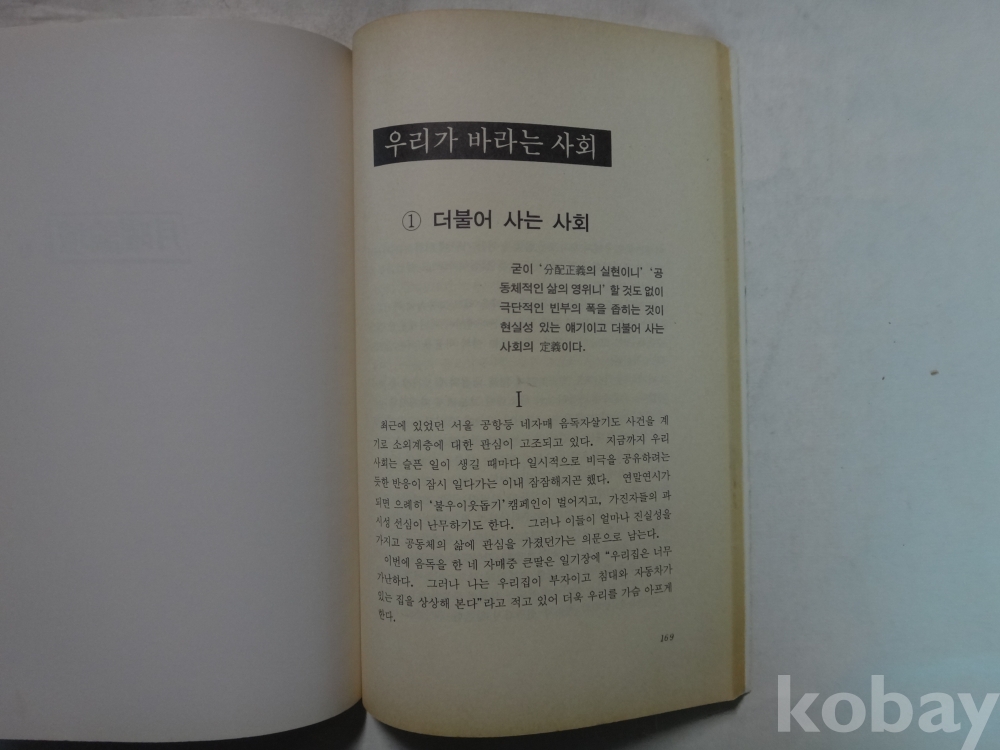 우리가 바라는 사회
① 더불어 사는 사회
굳이 '分配正義의 실현이니' '공
동체적인 삶의 영위니' 할 것도 없이
극단적인 빈부의 폭을 좁히는 것이
현실성 있는 얘기이고 더불어 사는
사회의 定義이다.
I
최근에 있었던 서울 공항동 네자매 음독자살기도 사건을 계
기로 소외계층에 대한 관심이 고조되고 있다. 지금까지 우리
사회는 슬픈 일이 생길 때마다 일시적으로 비극을 공유하려는
듯한 반응이 잠시 일다가는 이내 잠잠해지곤 했다. 연말연시가
되면 으례히 '불우이웃돕기' 캠페인이 벌어지고, 가진자들의 과
시성 선심이 난무하기도 한다. 그러나 이들이 얼마나 진실성을
가지고 공동체의 삶에 관심을 가졌던가는 의문으로 남는다.
이번에 음독을 한 네 자매중 큰딸은 일기장에 “우리집은 너무
가난하다. 그러나 나는 우리집이 부자이고 침대와 자동차가
있는 집을 상상해 본다”라고 적고 있어 더욱 우리를 가슴 아프게
한다.
169
kobay